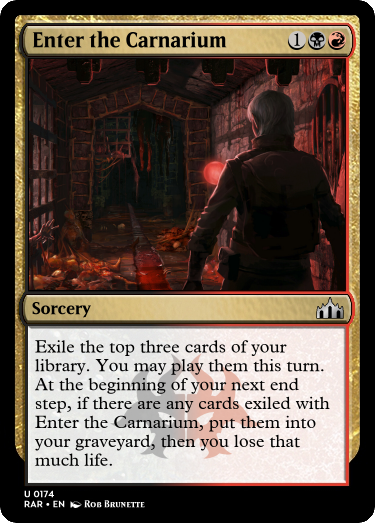 Enter the Carnarium 1
Sorcery
Exile the top three cards of your
library. You may play them this turn.
At the beginning of your next end
step, if there are any cards exiled with
Enter the Carnarium, put them into
your graveyard, then you lose that
much life.
U 0174
RAR • EN Rob Brunette